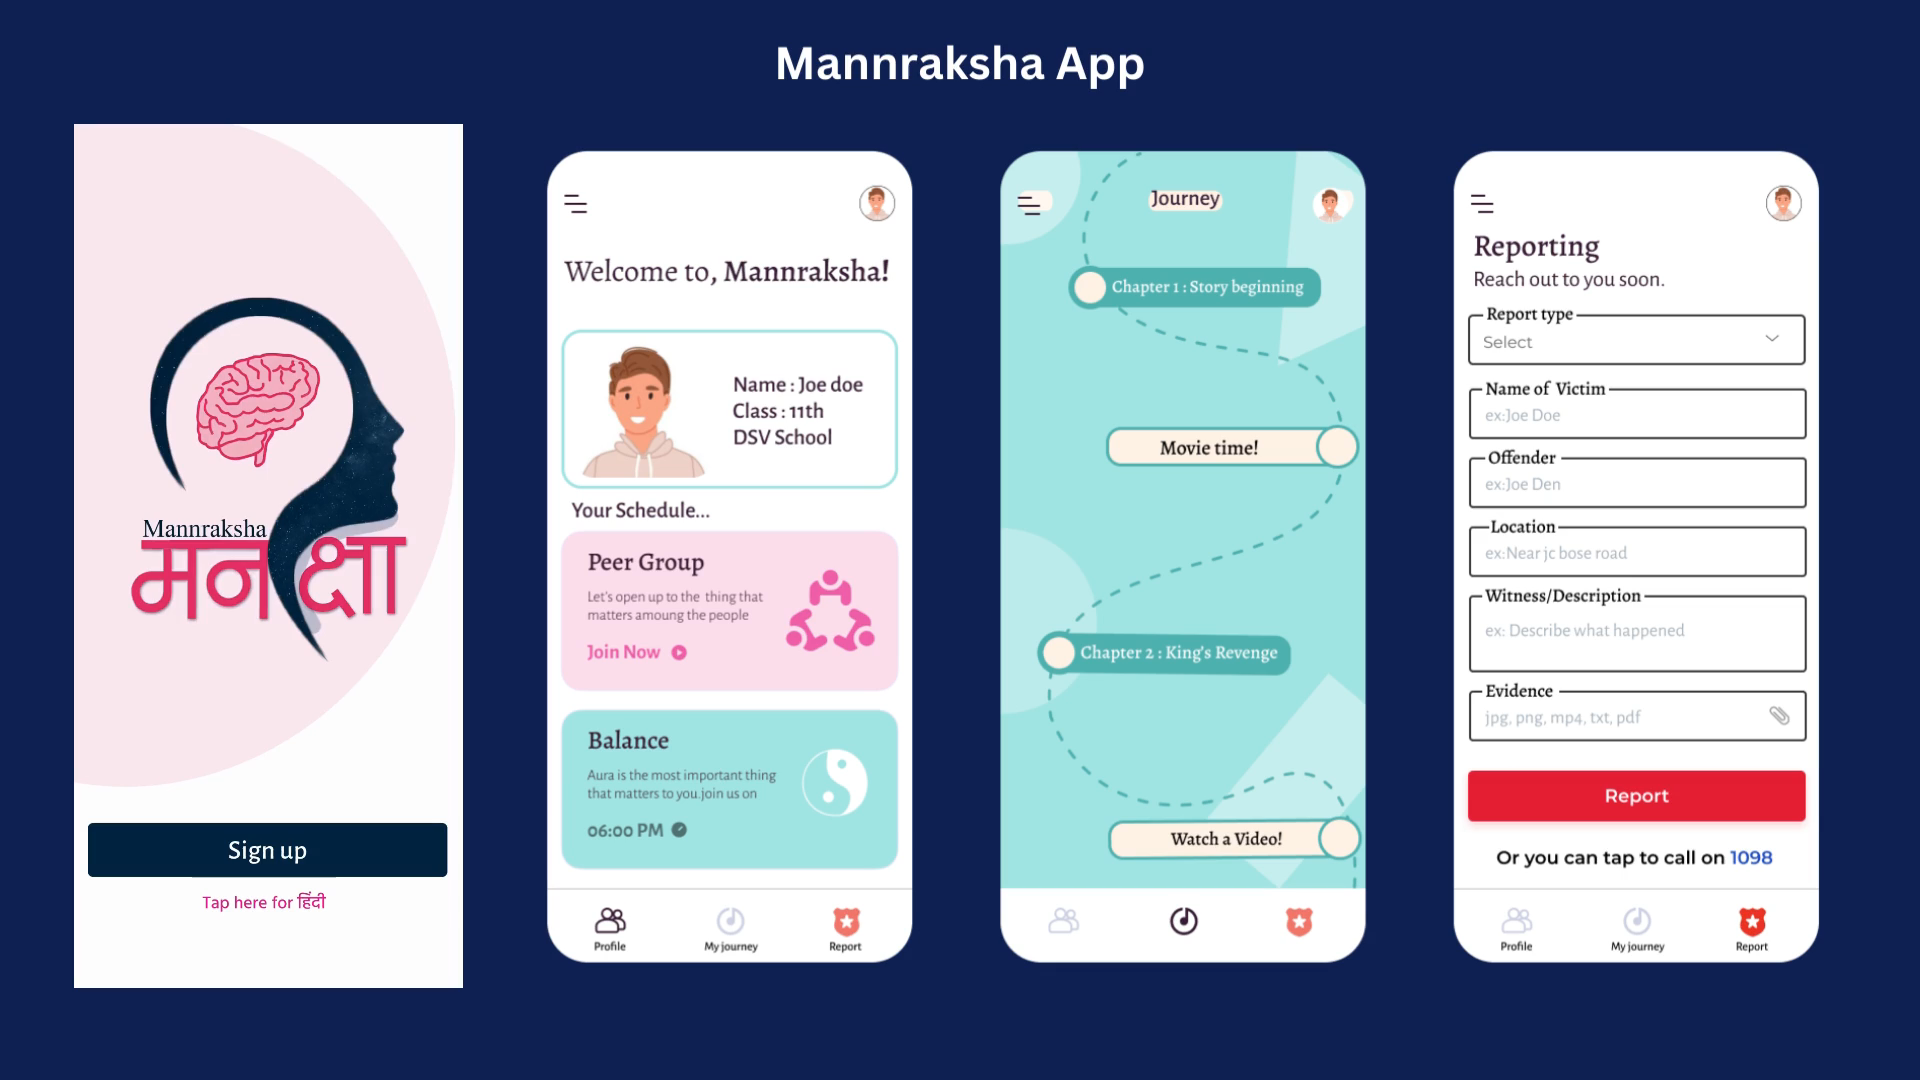 Mannraksha App
Mannraksha
मन क्षा
Sign up
Tap here for हिंदी
Welcome to, Mannraksha!
Name : Joe doe
Class : 11th
DSV School
Your Schedule...
Peer Group
Let's open up to the thing that
matters amoung the people
Join Now
Balance
Aura is the most important thing
that matters to you.join us on
06:00 PM
Profile
My journey
Report
Journey
Chapter 1 : Story beginning
Movie time!
Chapter 2 : King's Revenge
Watch a Video!
Reporting
Reach out to you soon.
Report type
Select
Name of Victim
ex:Joe Doe
Offender
ex:Joe Den
Location
ex:Near jc bose road
Witness/Description
ex: Describe what happened
Evidence
jpg, png, mp4, txt, pdf
Report
Or you can tap to call on 1098
Profile
My journey
Report